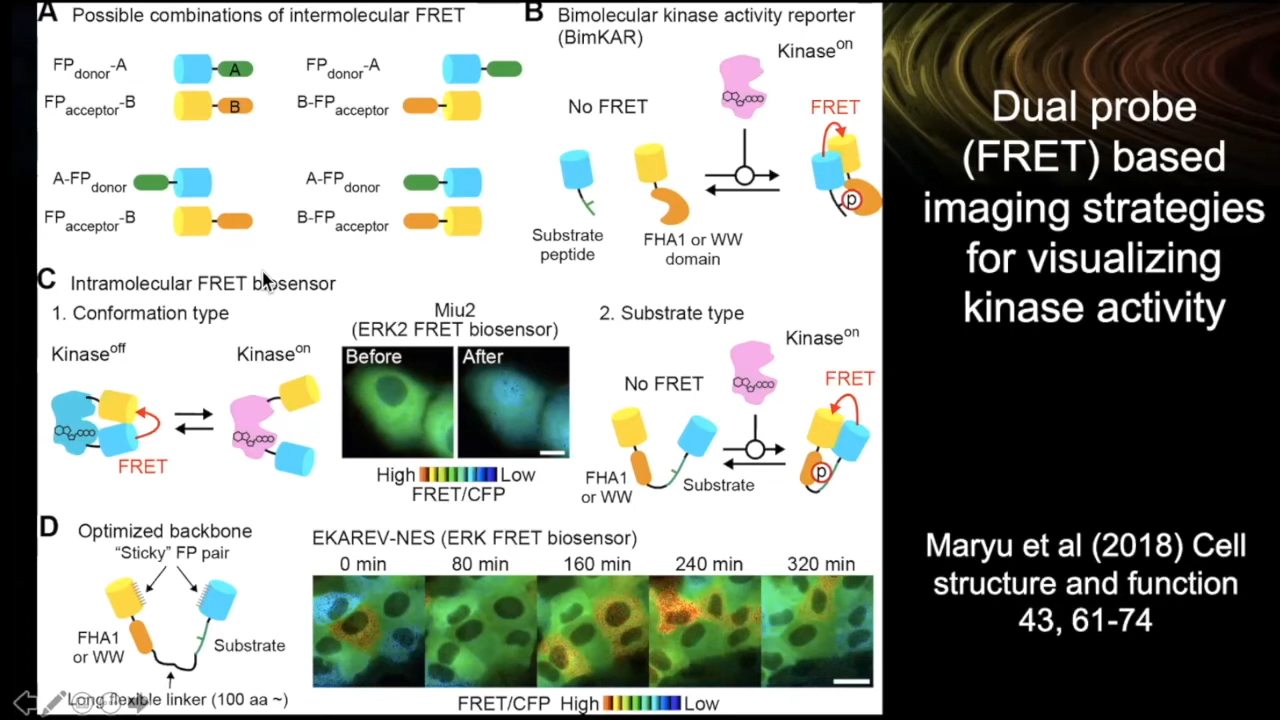 A Possible combinations of intermolecular FRET
FPdonor-A
A
FPacceptor-B
B
FPdonor-A
B-FPacceptor
A-FPdonor
FPacceptor-B
A-FPdonor
B-FPacceptor
B Bimolecular kinase activity reporter
(BimKAR)
Kinaseon
No FRET
FRET
p
Substrate
peptide
FHA1 or WW
domain
C Intramolecular FRET biosensor
1. Conformation type
Kinaseoff
Kinaseon
FRET
Miu2
(ERK2 FRET biosensor)
Before
After
High Low
FRET/CFP
2. Substrate type
Kinaseon
No FRET
FRET
p
FHA1
or WW
Substrate
D Optimized backbone
“Sticky” FP pair
FHA1
or WW
Substrate
Long flexible linker (100 aa ~)
EKAREV-NES (ERK FRET biosensor)
0 min 80 min 160 min 240 min 320 min
FRET/CFP High Low
Dual probe
(FRET) based
imaging strategies
for visualizing
kinase activity
Maryu et al (2018) Cell
structure and function
43, 61-74